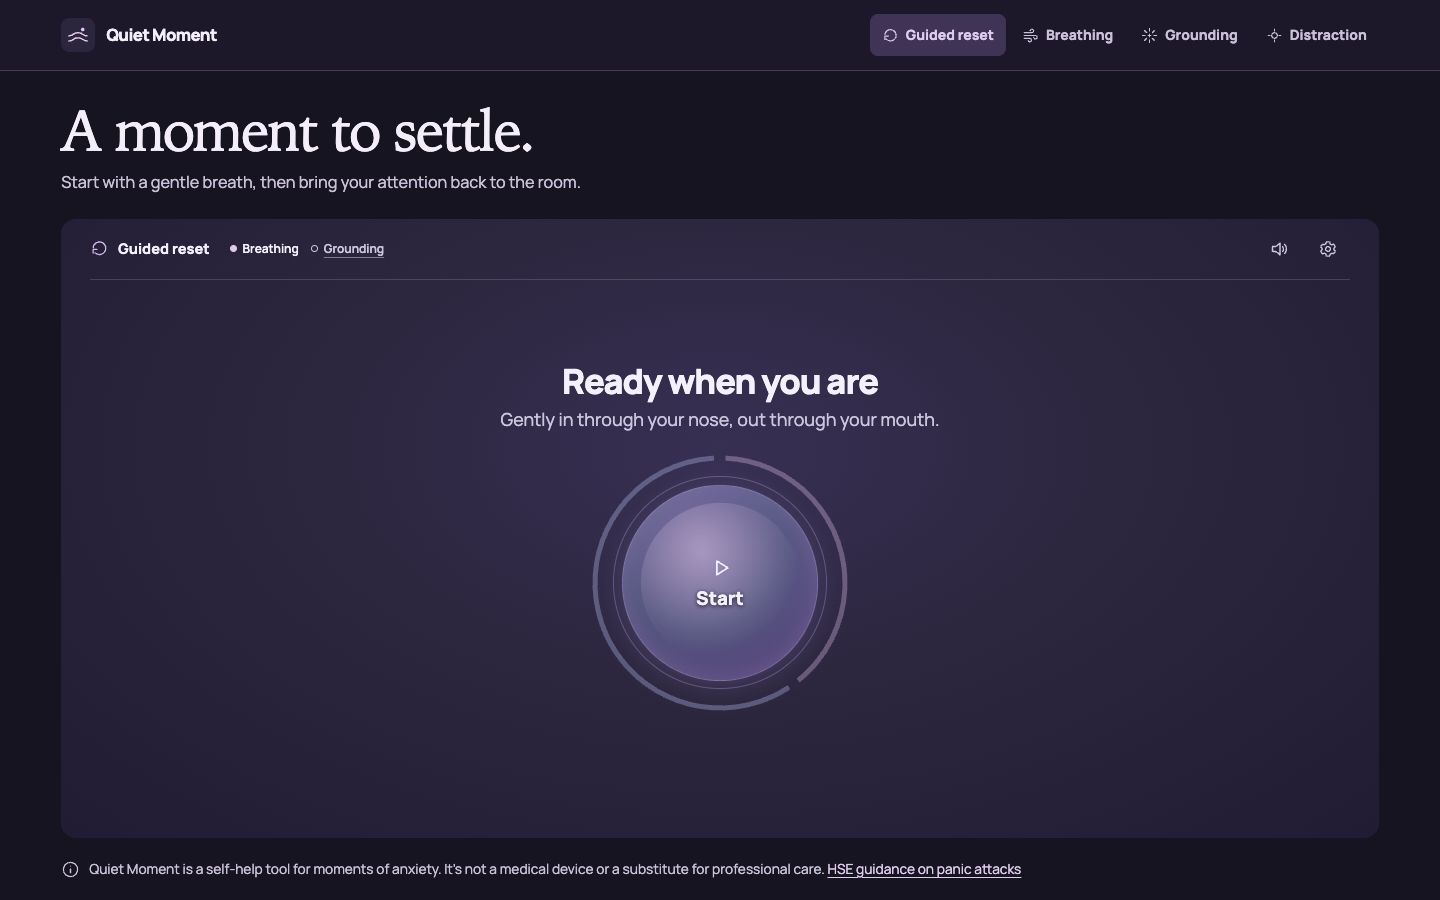 Quiet Moment
Guided reset
Breathing
Grounding
Distraction
A moment to settle.
Start with a gentle breath, then bring your attention back to the room.
Guided reset
Breathing
Grounding
Ready when you are
Gently in through your nose, out through your mouth.
Start
Quiet Moment is a self-help tool for moments of anxiety. It's not a medical device or a substitute for professional care. HSE guidance on panic attacks